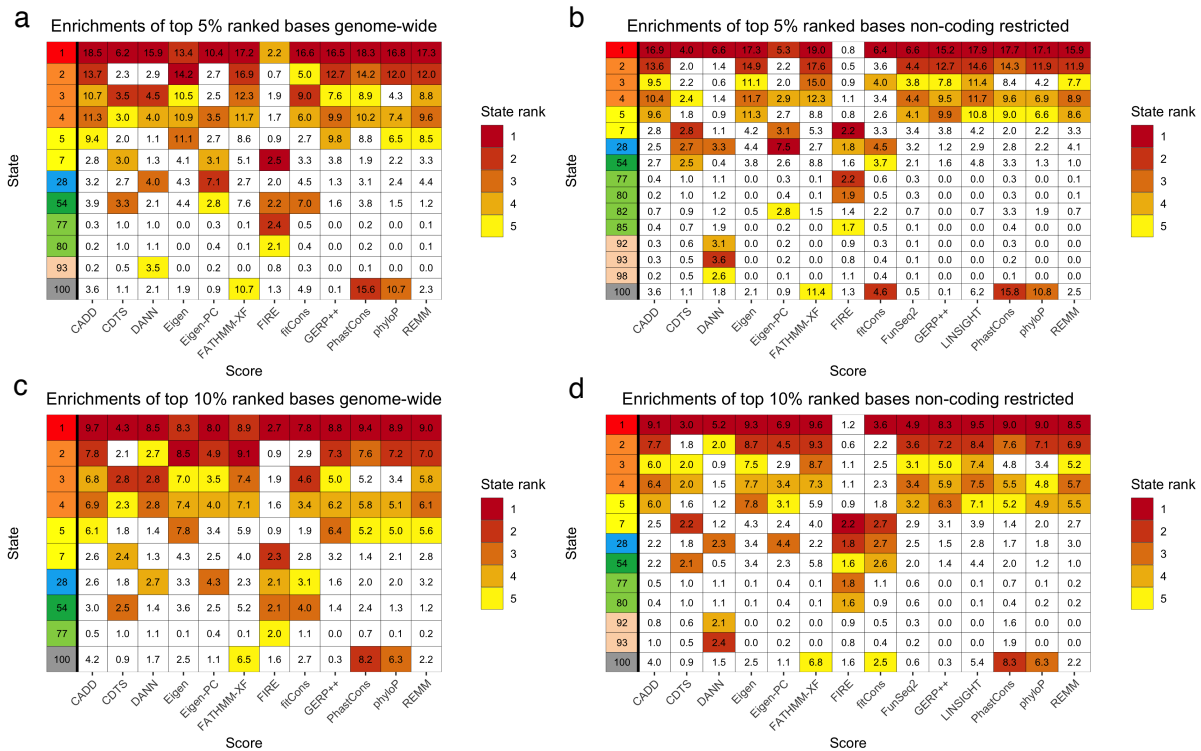 a
Enrichments of top 5% ranked bases genome-wide
1 18.5 6.2 15.9 13.4 10.4 17.2 2.2 16.6 16.5 18.3 16.8 17.3
2 13.7 2.3 2.9 14.2 2.7 16.9 0.7 5.0 12.7 14.2 12.0 12.0
3 10.7 3.5 4.5 10.5 2.5 12.3 1.9 9.0 7.6 8.9 4.3 8.8
4 11.3 3.0 4.0 10.9 3.5 11.7 1.7 6.0 9.9 10.2 7.4 9.6
5 9.4 2.0 1.1 11.1 2.7 8.6 0.9 2.7 9.8 8.4 6.5 8.5
7 2.8 3.0 1.3 4.1 3.1 5.1 2.5 3.3 3.8 1.9 2.2 3.3
28 3.2 2.7 4.0 4.3 7.1 2.7 2.0 4.5 1.3 3.1 2.4 4.4
54 3.9 3.3 2.1 4.4 2.8 7.6 2.2 7.0 1.6 3.8 1.5 1.2
77 0.3 1.0 1.0 0.0 0.3 0.1 2.4 0.5 0.0 0.1 0.0 0.0
80 0.2 1.0 1.1 0.0 0.4 0.1 2.1 0.4 0.0 0.0 0.0 0.0
93 0.2 0.5 3.5 0.0 0.2 0.0 0.8 0.3 0.0 0.1 0.0 0.0
100 3.6 1.1 2.1 1.9 0.9 10.7 1.3 4.9 0.1 15.6 10.7 2.3
State
CADD CDTS DANN Eigen Eigen-PC FATHMM-XF FIRE fitCons GERP++ PhastCons phyloP REMM
Score
State rank
1
2
3
4
5
b
Enrichments of top 5% ranked bases non-coding restricted
1 16.9 4.0 6.6 17.3 5.3 19.0 0.8 6.4 6.6 15.2 17.9 17.7 17.1 15.9
2 13.6 2.0 1.4 14.9 2.2 17.6 0.5 3.6 4.4 12.7 14.6 14.3 11.9 11.9
3 9.5 2.2 0.6 11.1 2.0 15.0 0.9 4.0 3.8 7.8 11.4 8.4 4.2 7.7
4 10.4 2.4 1.4 11.7 2.9 12.3 1.1 3.4 4.4 9.5 11.7 9.6 6.9 8.9
5 9.6 1.8 0.9 11.3 2.7 8.8 0.8 2.3 4.1 9.9 10.8 9.0 6.6 8.6
7 2.8 2.8 1.2 4.2 3.1 5.3 2.2 3.3 3.4 3.8 4.2 2.0 2.2 3.3
28 2.7 2.7 3.3 4.4 7.5 2.3 1.8 4.5 3.2 1.2 2.9 2.8 2.2 4.1
54 2.7 2.5 0.4 3.8 2.6 8.8 1.6 3.7 2.1 1.6 4.8 3.3 1.3 1.0
77 0.4 1.0 1.1 0.0 0.3 0.1 2.2 0.6 0.3 0.0 0.0 0.1 0.0 0.0
80 0.2 1.0 1.2 0.0 0.4 0.1 1.9 0.5 0.3 0.0 0.0 0.0 0.0 0.0
82 0.7 0.9 1.2 0.5 2.8 1.5 1.4 2.2 0.7 0.0 0.7 3.3 1.9 0.7
85 0.4 0.7 1.9 0.0 0.2 0.0 1.7 0.7 0.4 0.0 0.0 0.0 0.0 0.0
92 0.3 0.6 3.1 0.0 0.2 0.0 0.9 0.3 0.1 0.0 0.0 0.0 0.0 0.0
93 0.3 0.5 3.6 0.0 0.2 0.0 0.8 0.4 0.2 0.0 0.0 0.1 0.0 0.0
98 0.2 0.5 2.6 0.0 0.2 0.0 1.1 0.4 0.1 0.0 0.0 0.0 0.0 0.0
100 3.6 1.1 1.8 2.1 0.9 11.4 1.3 4.6 0.5 0.1 6.2 15.8 10.8 2.5
State
CADD CDTS DANN Eigen Eigen-PC FATHMM-XF FIRE fitCons FunSeq2 GERP++ LINSIGHT PhastCons phyloP REMM
Score
State rank
1
2
3
4
5
c
Enrichments of top 10% ranked bases genome-wide
1 9.7 4.3 8.5 8.3 8.0 8.9 2.7 7.8 8.8 9.4 8.9 9.0
2 7.8 2.1 2.7 8.5 4.9 9.1 0.9 2.9 7.3 7.6 7.2 7.0
3 6.8 2.8 2.8 7.0 3.5 7.4 1.9 4.6 5.0 5.2 3.4 5.8
4 6.9 2.3 2.8 7.4 4.0 7.1 1.6 3.4 6.2 5.8 5.1 6.1
5 6.1 1.8 1.4 7.8 3.4 5.7 0.9 1.9 6.4 5.2 5.0 5.6
7 2.6 2.4 1.3 4.3 2.5 4.0 2.3 2.8 3.2 1.4 2.1 2.8
28 2.6 1.8 2.7 3.3 4.3 2.3 2.1 3.1 1.6 2.0 2.0 3.2
54 3.0 2.5 1.4 3.6 2.5 5.2 2.1 4.0 1.4 2.4 1.3 1.2
77 0.5 1.0 1.1 0.1 0.4 0.1 2.0 1.1 0.0 0.7 0.1 0.2
100 4.2 0.9 1.7 2.5 1.1 6.5 1.6 2.7 0.3 8.2 6.3 2.2
State
CADD CDTS DANN Eigen Eigen-PC FATHMM-XF FIRE fitCons GERP++ PhastCons phyloP REMM
Score
State rank
1
2
3
4
5
d
Enrichments of top 10% ranked bases non-coding restricted
1 9.1 3.0 5.2 9.3 6.9 9.6 1.2 3.6 4.9 8.3 9.5 9.0 9.0 8.5
2 7.7 1.8 2.0 8.7 4.5 9.3 1.1 2.5 3.6 7.2 8.4 7.6 7.1 6.9
3 6.0 2.0 0.9 7.5 2.9 8.7 1.1 2.5 3.1 5.0 7.4 4.8 3.4 5.2
4 6.4 2.0 1.5 7.7 3.4 7.3 1.1 2.3 3.4 5.9 7.5 5.5 4.8 5.7
5 6.0 1.6 1.2 7.8 3.1 5.9 0.9 1.9 3.2 6.3 7.1 5.2 4.9 5.5
7 2.5 2.2 1.2 4.3 2.4 4.0 2.2 2.7 2.9 3.1 3.9 1.4 2.0 2.7
28 2.2 1.8 2.3 3.4 4.4 2.2 1.8 2.7 2.8 1.5 2.8 1.7 1.8 3.0
54 2.2 2.1 0.5 3.4 2.3 5.8 1.6 2.6 2.0 1.4 4.4 2.0 1.2 1.0
77 0.5 1.0 1.1 0.1 0.4 0.1 1.8 1.1 0.6 0.0 0.1 0.7 0.1 0.2
80 0.4 1.0 1.1 0.1 0.4 0.1 1.6 0.9 0.6 0.0 0.1 0.4 0.2 0.2
92 0.8 0.6 2.1 0.0 0.3 0.0 0.9 0.6 0.2 0.0 0.0 1.6 0.0 0.0
93 1.0 0.5 2.4 0.0 0.3 0.0 0.8 0.4 0.2 0.0 0.0 1.9 0.0 0.0
100 4.0 0.9 1.5 2.5 1.1 6.8 1.6 2.5 0.6 0.3 5.4 8.3 6.3 2.2
State
CADD CDTS DANN Eigen Eigen-PC FATHMM-XF FIRE fitCons FunSeq2 GERP++ LINSIGHT PhastCons phyloP REMM
Score
State rank
1
2
3
4
5